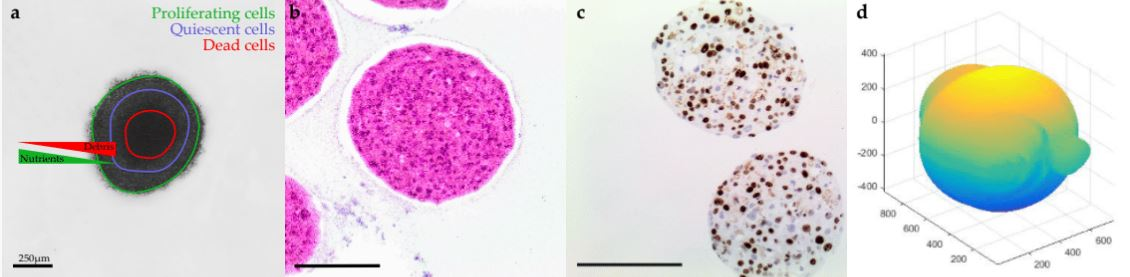 a
Proliferating cells
Quiescent cells
Dead cells
Debris
Nutrients
250µm
b
c
d
400
200
0
-200
-400
800
600
400
200
200
400
600